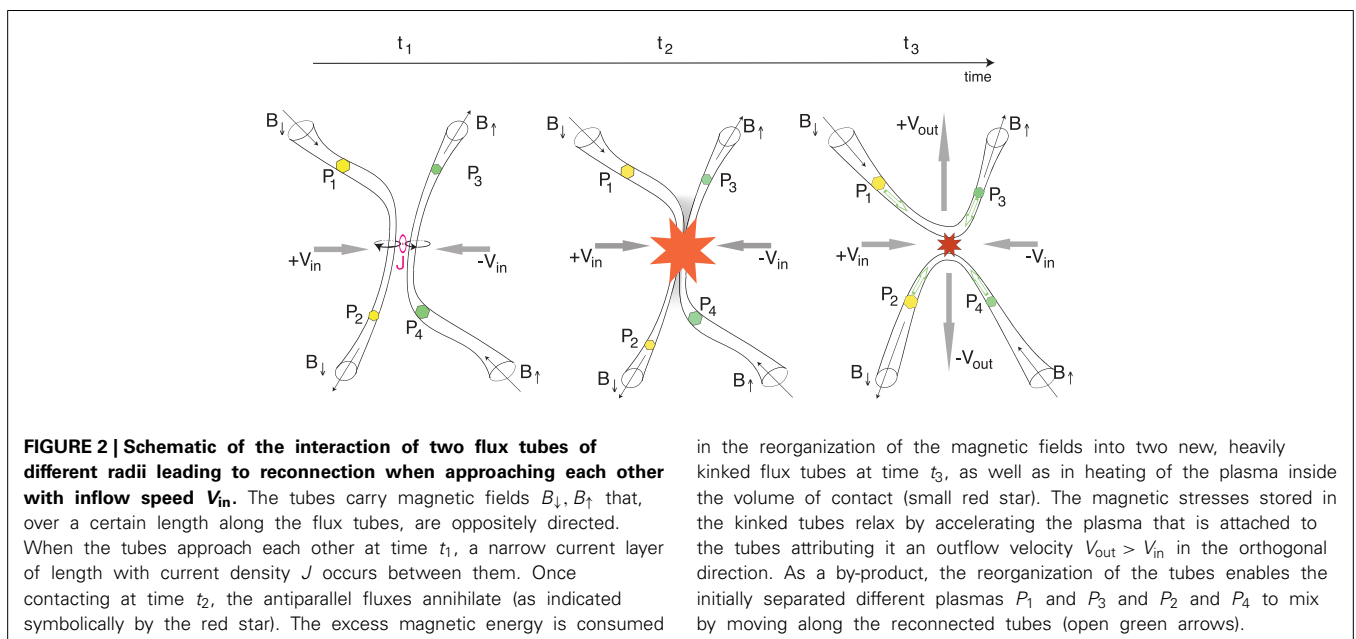 t1 t2 t3
time
B↓ B↑ B↓ B↑ +Vout B↓ B↑
P1 P3 P1 P3 P1 P3
+Vin J -Vin +Vin -Vin +Vin -Vin
P2 P4 P2 P4 P2 P4
B↓ B↑ B↓ B↑ -Vout B↓ B↑
FIGURE 2 | Schematic of the interaction of two flux tubes of
different radii leading to reconnection when approaching each other
with inflow speed Vin. The tubes carry magnetic fields B↓, B↑ that,
over a certain length along the flux tubes, are oppositely directed.
When the tubes approach each other at time t1, a narrow current layer
of length with current density J occurs between them. Once
contacting at time t2, the antiparallel fluxes annihilate (as indicated
symbolically by the red star). The excess magnetic energy is consumed
in the reorganization of the magnetic fields into two new, heavily
kinked flux tubes at time t3, as well as in heating of the plasma inside
the volume of contact (small red star). The magnetic stresses stored in
the kinked tubes relax by accelerating the plasma that is attached to
the tubes attributing it an outflow velocity Vout > Vin in the orthogonal
direction. As a by-product, the reorganization of the tubes enables the
initially separated different plasmas P1 and P3 and P2 and P4 to mix
by moving along the reconnected tubes (open green arrows).